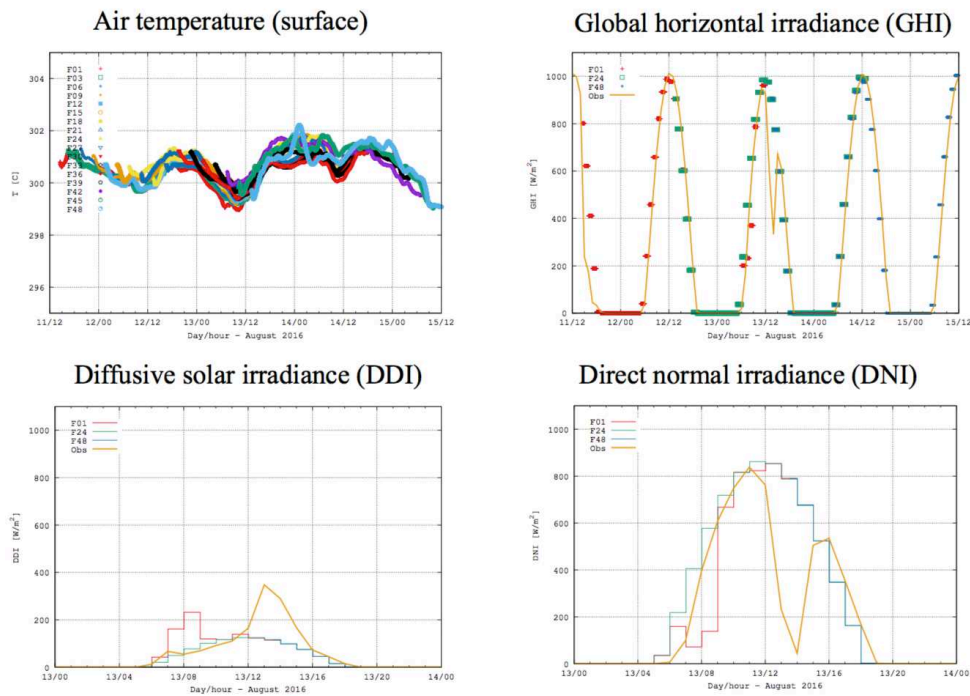 Air temperature (surface)
304
302
300
298
296
T [C]
F01
F03
F06
F09
F12
F15
F18
F21
F24
F36
F39
F42
F45
F48
11/12 12/00 12/12 13/00 13/12 14/00 14/12 15/00 15/12
Day/hour - August 2016
Global horizontal irradiance (GHI)
1000
800
600
400
200
0
GHI [W/m²]
F01
F24
F48
Obs
11/12 12/00 12/12 13/00 13/12 14/00 14/12 15/00 15/12
Day/hour - August 2016
Diffusive solar irradiance (DDI)
1000
800
600
400
200
0
DDI [W/m²]
F01
F24
F48
Obs
13/00 13/04 13/08 13/12 13/16 13/20 14/00
Day/hour - August 2016
Direct normal irradiance (DNI)
1000
800
600
400
200
0
DNI [W/m²]
F01
F24
F48
Obs
13/00 13/04 13/08 13/12 13/16 13/20 14/00
Day/hour - August 2016